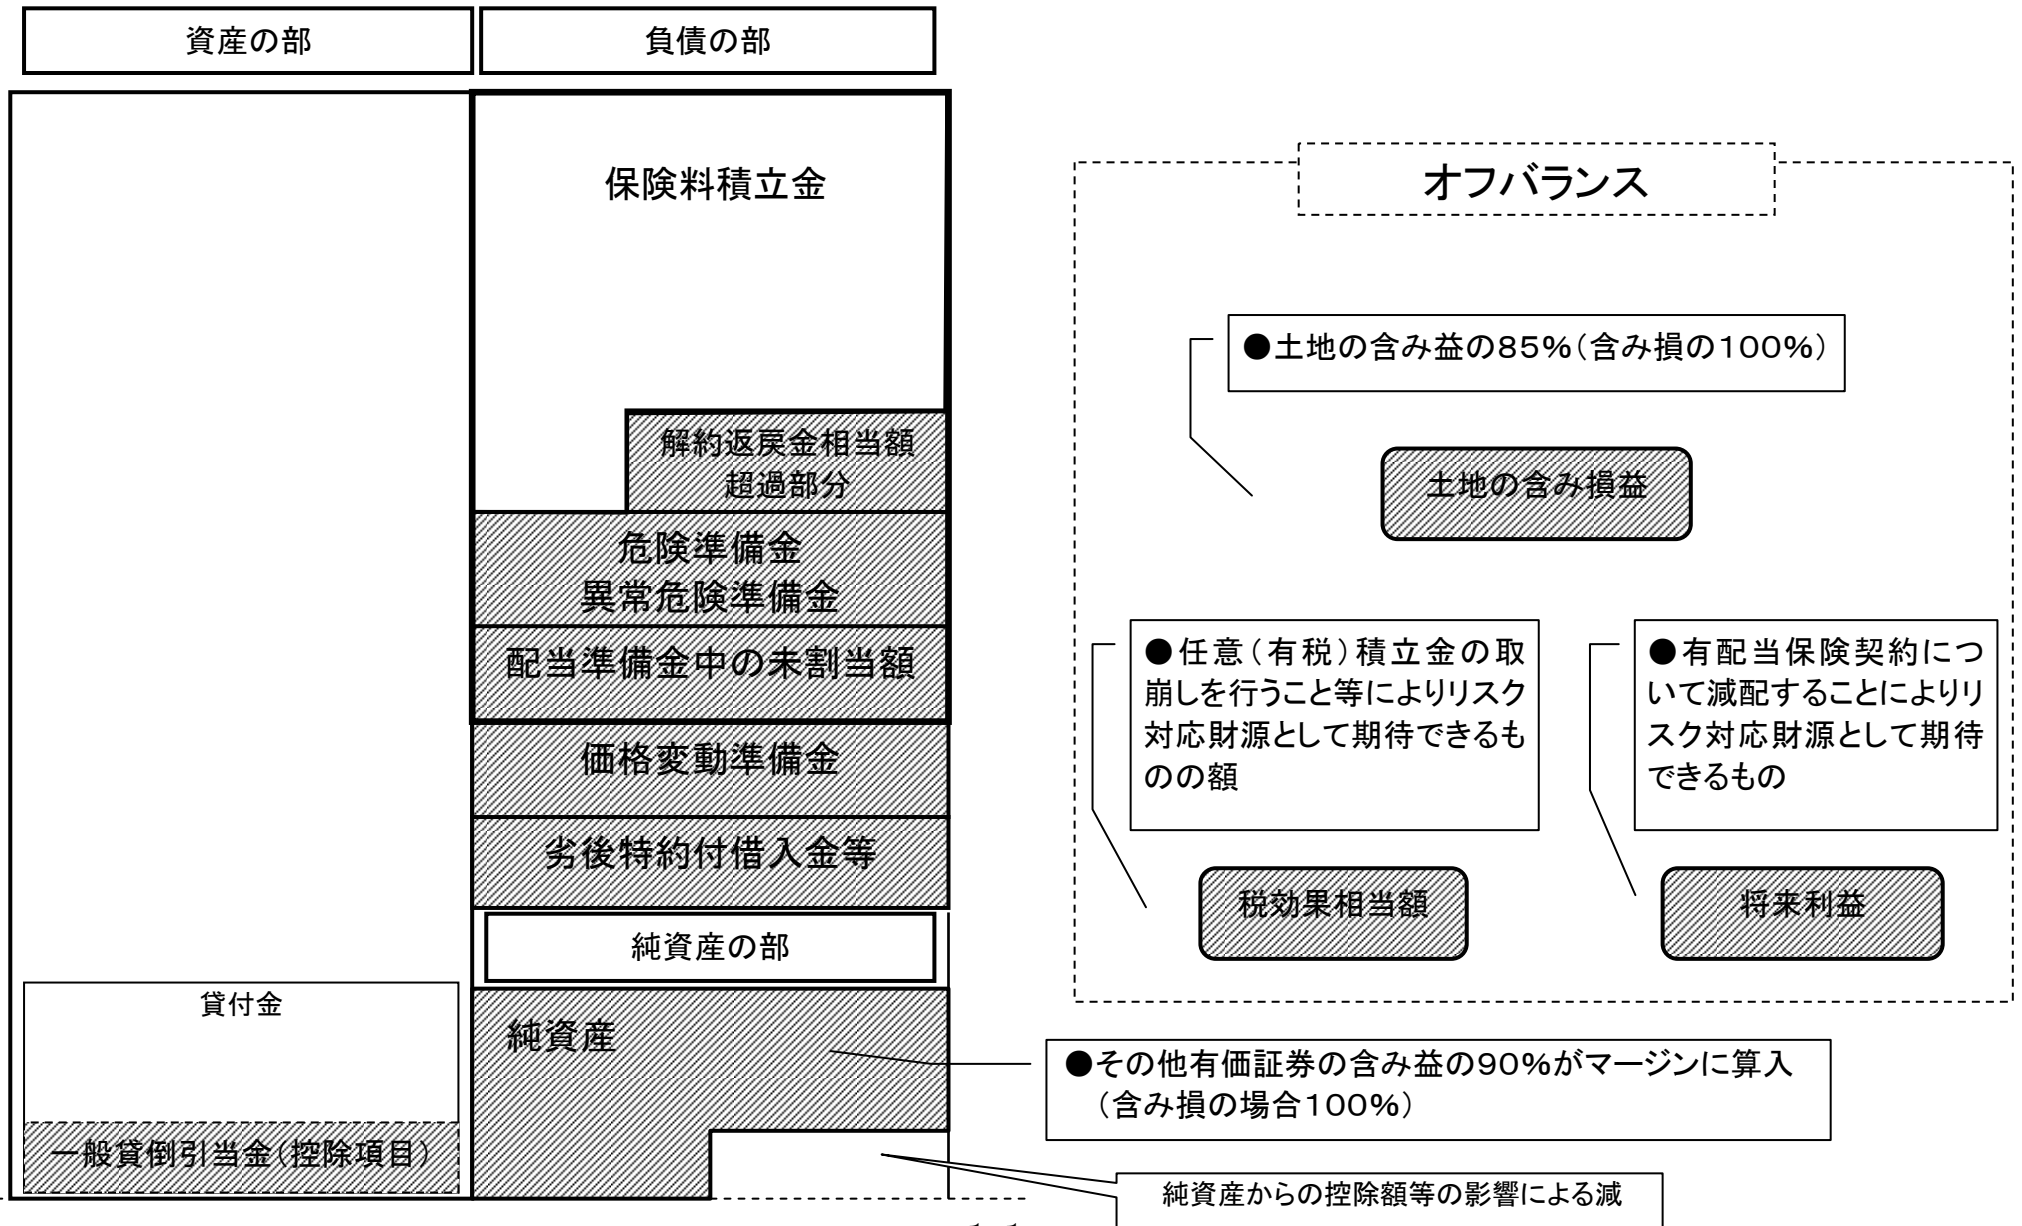 資産の部
負債の部
保険料積立金
解約返戻金相当額
超過部分
危険準備金
異常危険準備金
配当準備金中の未割当額
価格変動準備金
劣後特約付借入金等
純資産の部
純資産
貸付金
一般貸倒引当金(控除項目)
オフバランス
●土地の含み益の85%(含み損の100%)
土地の含み損益
●任意(有税)積立金の取
崩しを行うこと等によりリスク
対応財源として期待できるも
のの額
税効果相当額
●有配当保険契約につ
いて減配することによりリ
スク対応財源として期待
できるもの
将来利益
●その他有価証券の含み益の90%がマージンに算入
(含み損の場合100%)
純資産からの控除額等の影響による減